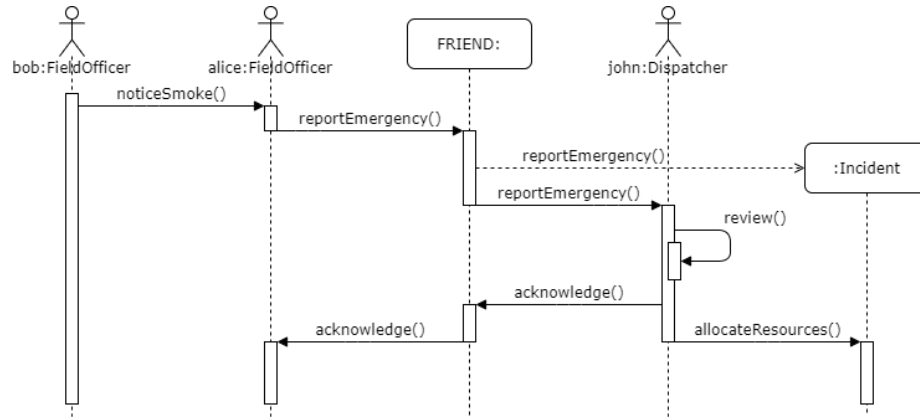 FRIEND:
bob:FieldOfficer
alice:FieldOfficer
john:Dispatcher
noticeSmoke()
reportEmergency()
reportEmergency()
:Incident
reportEmergency()
review()
acknowledge()
acknowledge()
allocateResources()